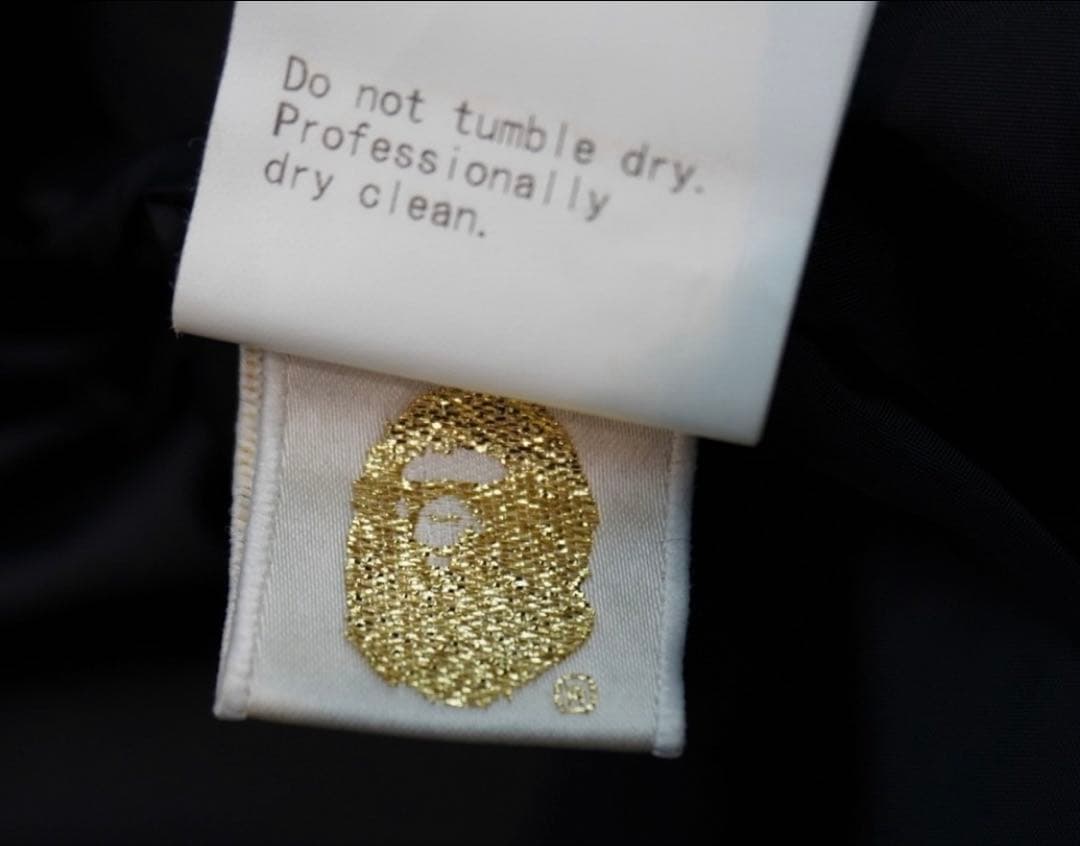 Do not tumble dry.
Professionally
dry clean.